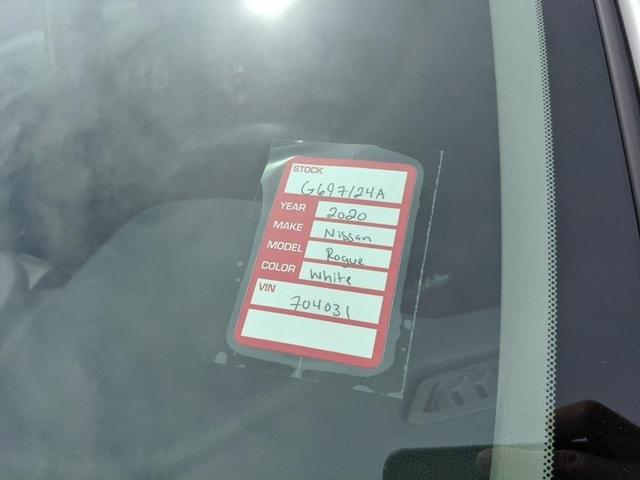 STOCK
G697124A
YEAR 2020
MAKE Nissan
MODEL Rogue
COLOR White
VIN
704031